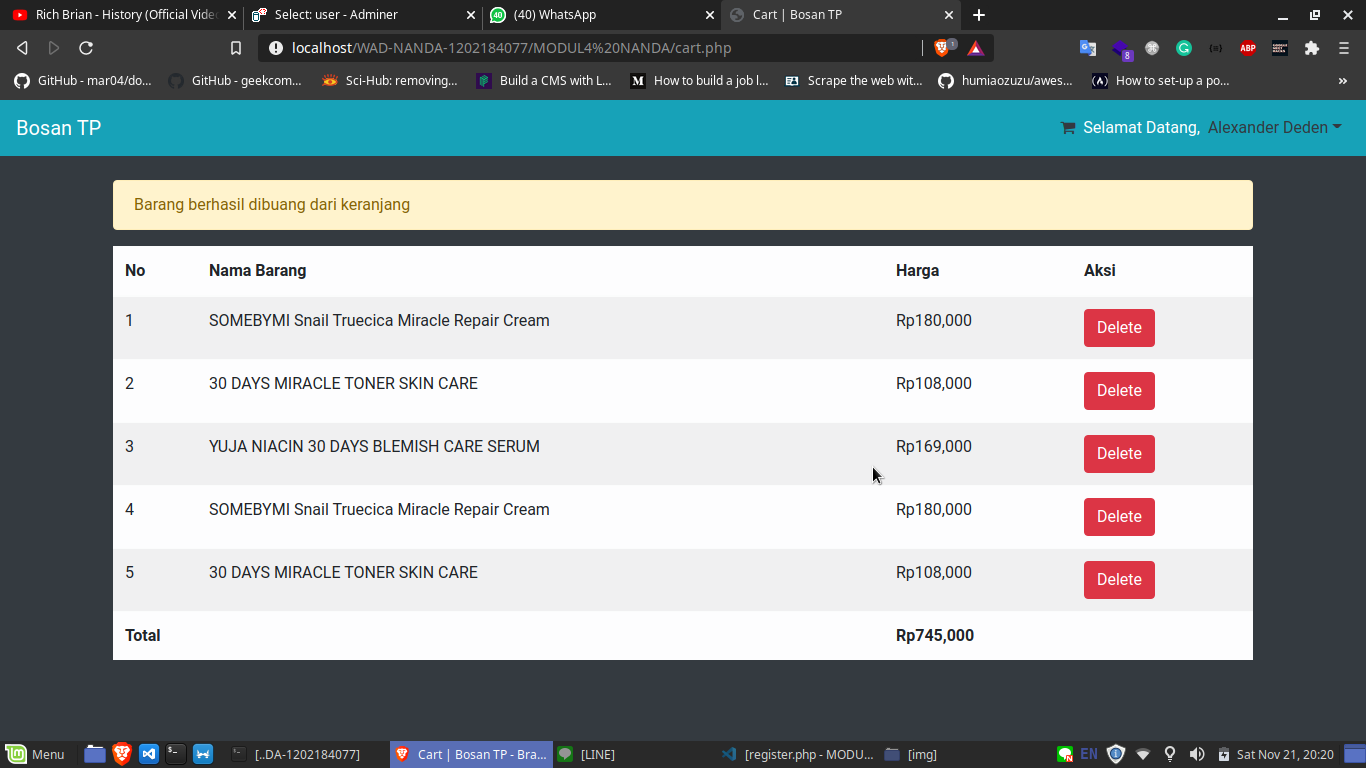 Rich Brian - History (Official Vide
Select: user - Adminer
(40) WhatsApp
Cart | Bosan TP
localhost/WAD-NANDA-1202184077/MODUL4%20NANDA/cart.php
1
8
ABP
GitHub - mar04/do...
GitHub - geekcom...
Sci-Hub: removing...
Build a CMS with L...
How to build a job l...
Scrape the web wit...
humiaozuzu/awes...
How to set-up a po...
»
Bosan TP
Selamat Datang, Alexander Deden
Barang berhasil dibuang dari keranjang
No Nama Barang Harga Aksi
1 SOMEBYMI Snail Truecica Miracle Repair Cream Rp180,000 Delete
2 30 DAYS MIRACLE TONER SKIN CARE Rp108,000 Delete
3 YUJA NIACIN 30 DAYS BLEMISH CARE SERUM Rp169,000 Delete
4 SOMEBYMI Snail Truecica Miracle Repair Cream Rp180,000 Delete
5 30 DAYS MIRACLE TONER SKIN CARE Rp108,000 Delete
Total Rp745,000
Menu
[..DA-1202184077]
Cart | Bosan TP - Bra...
[LINE]
[register.php - MODU...
[img]
EN
Sat Nov 21, 20:20